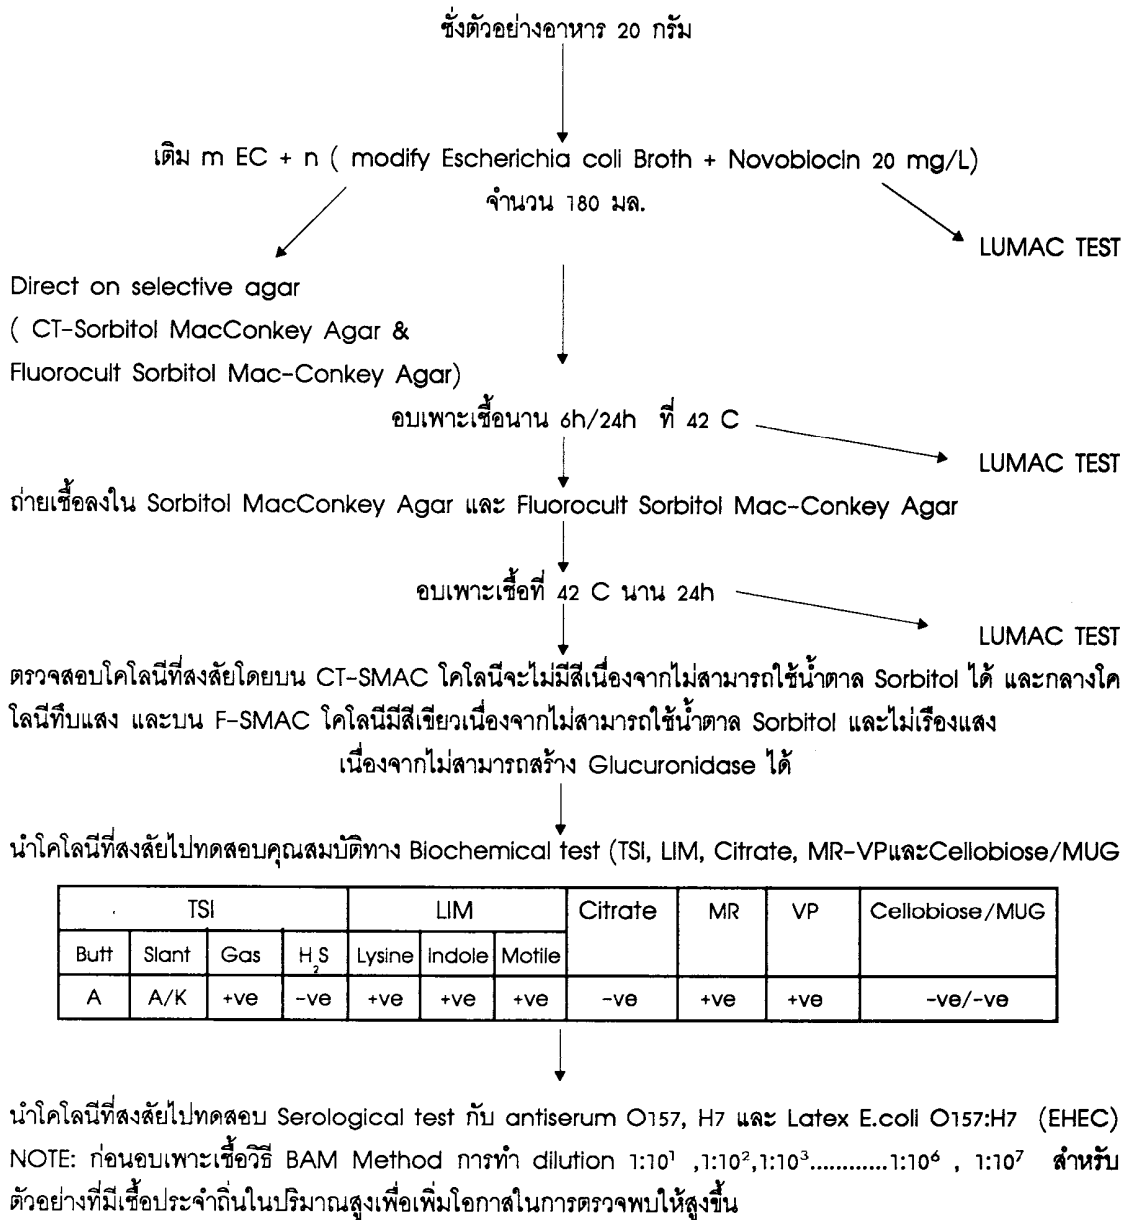 ชั่งตัวอย่างอาหาร 20 กรัม
เติม m EC + n ( modify Escherichia coli Broth + Novobiocin 20 mg/L)
จำนวน 180 มล.
LUMAC TEST
Direct on selective agar
( CT-Sorbitol MacConkey Agar &
Fluorocult Sorbitol Mac-Conkey Agar)
อบเพาะเชื้อนาน 6h/24h ที่ 42 C
LUMAC TEST
ถ่ายเชื้อลงใน Sorbitol MacConkey Agar และ Fluorocult Sorbitol Mac-Conkey Agar
อบเพาะเชื้อที่ 42 C นาน 24h
LUMAC TEST
ตรวจสอบโคโลนีที่สงสัยโดยบน CT-SMAC โคโลนีจะไม่มีสีเนื่องจากไม่สามารถใช้น้ำตาล Sorbitol ได้ และกลางโค
โลนีทึบแสง และบน F-SMAC โคโลนีมีสีเขียวเนื่องจากไม่สามารถใช้น้ำตาล Sorbitol และไม่เรืองแสง
เนื่องจากไม่สามารถสร้าง Glucuronidase ได้
นำโคโลนีที่สงสัยไปทดสอบคุณสมบัติทาง Biochemical test (TSI, LIM, Citrate, MR-VPและCellobiose/MUG
TSI LIM Citrate MR VP Cellobiose/MUG
Butt Slant Gas H₂S Lysine Indole Motile
A A/K +ve -ve +ve +ve +ve -ve +ve +ve -ve/-ve
นำโคโลนีที่สงสัยไปทดสอบ Serological test กับ antiserum O157, H7 และ Latex E.coli O157:H7 (EHEC)
NOTE: ก่อนอบเพาะเชื้อวิธี BAM Method การทำ dilution 1:10¹ ,1:10²,1:10³............1:10⁶ , 1:10⁷ สำหรับ
ตัวอย่างที่มีเชื้อประจำถิ่นในปริมาณสูงเพื่อเพิ่มโอกาสในการตรวจพบให้สูงขึ้น